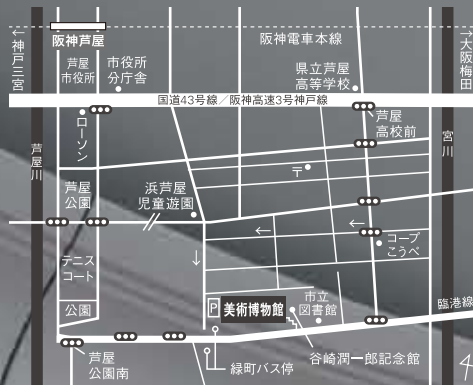 ←神戸三宮
阪神芦屋
阪神電車本線
→大阪梅田
芦屋
市役所
市役所
分庁舎
県立芦屋
高等学校
国道43号線／阪神高速3号神戸線
ローソン
芦屋
高校前
芦屋川
宮川
〒
芦屋
公園
浜芦屋
児童遊園
←
←
コープ
こうべ
テニス
コート
↓
公園
P
美術博物館
市立
図書館
臨港線
芦屋
公園南
緑町バス停
谷崎潤一郎記念館